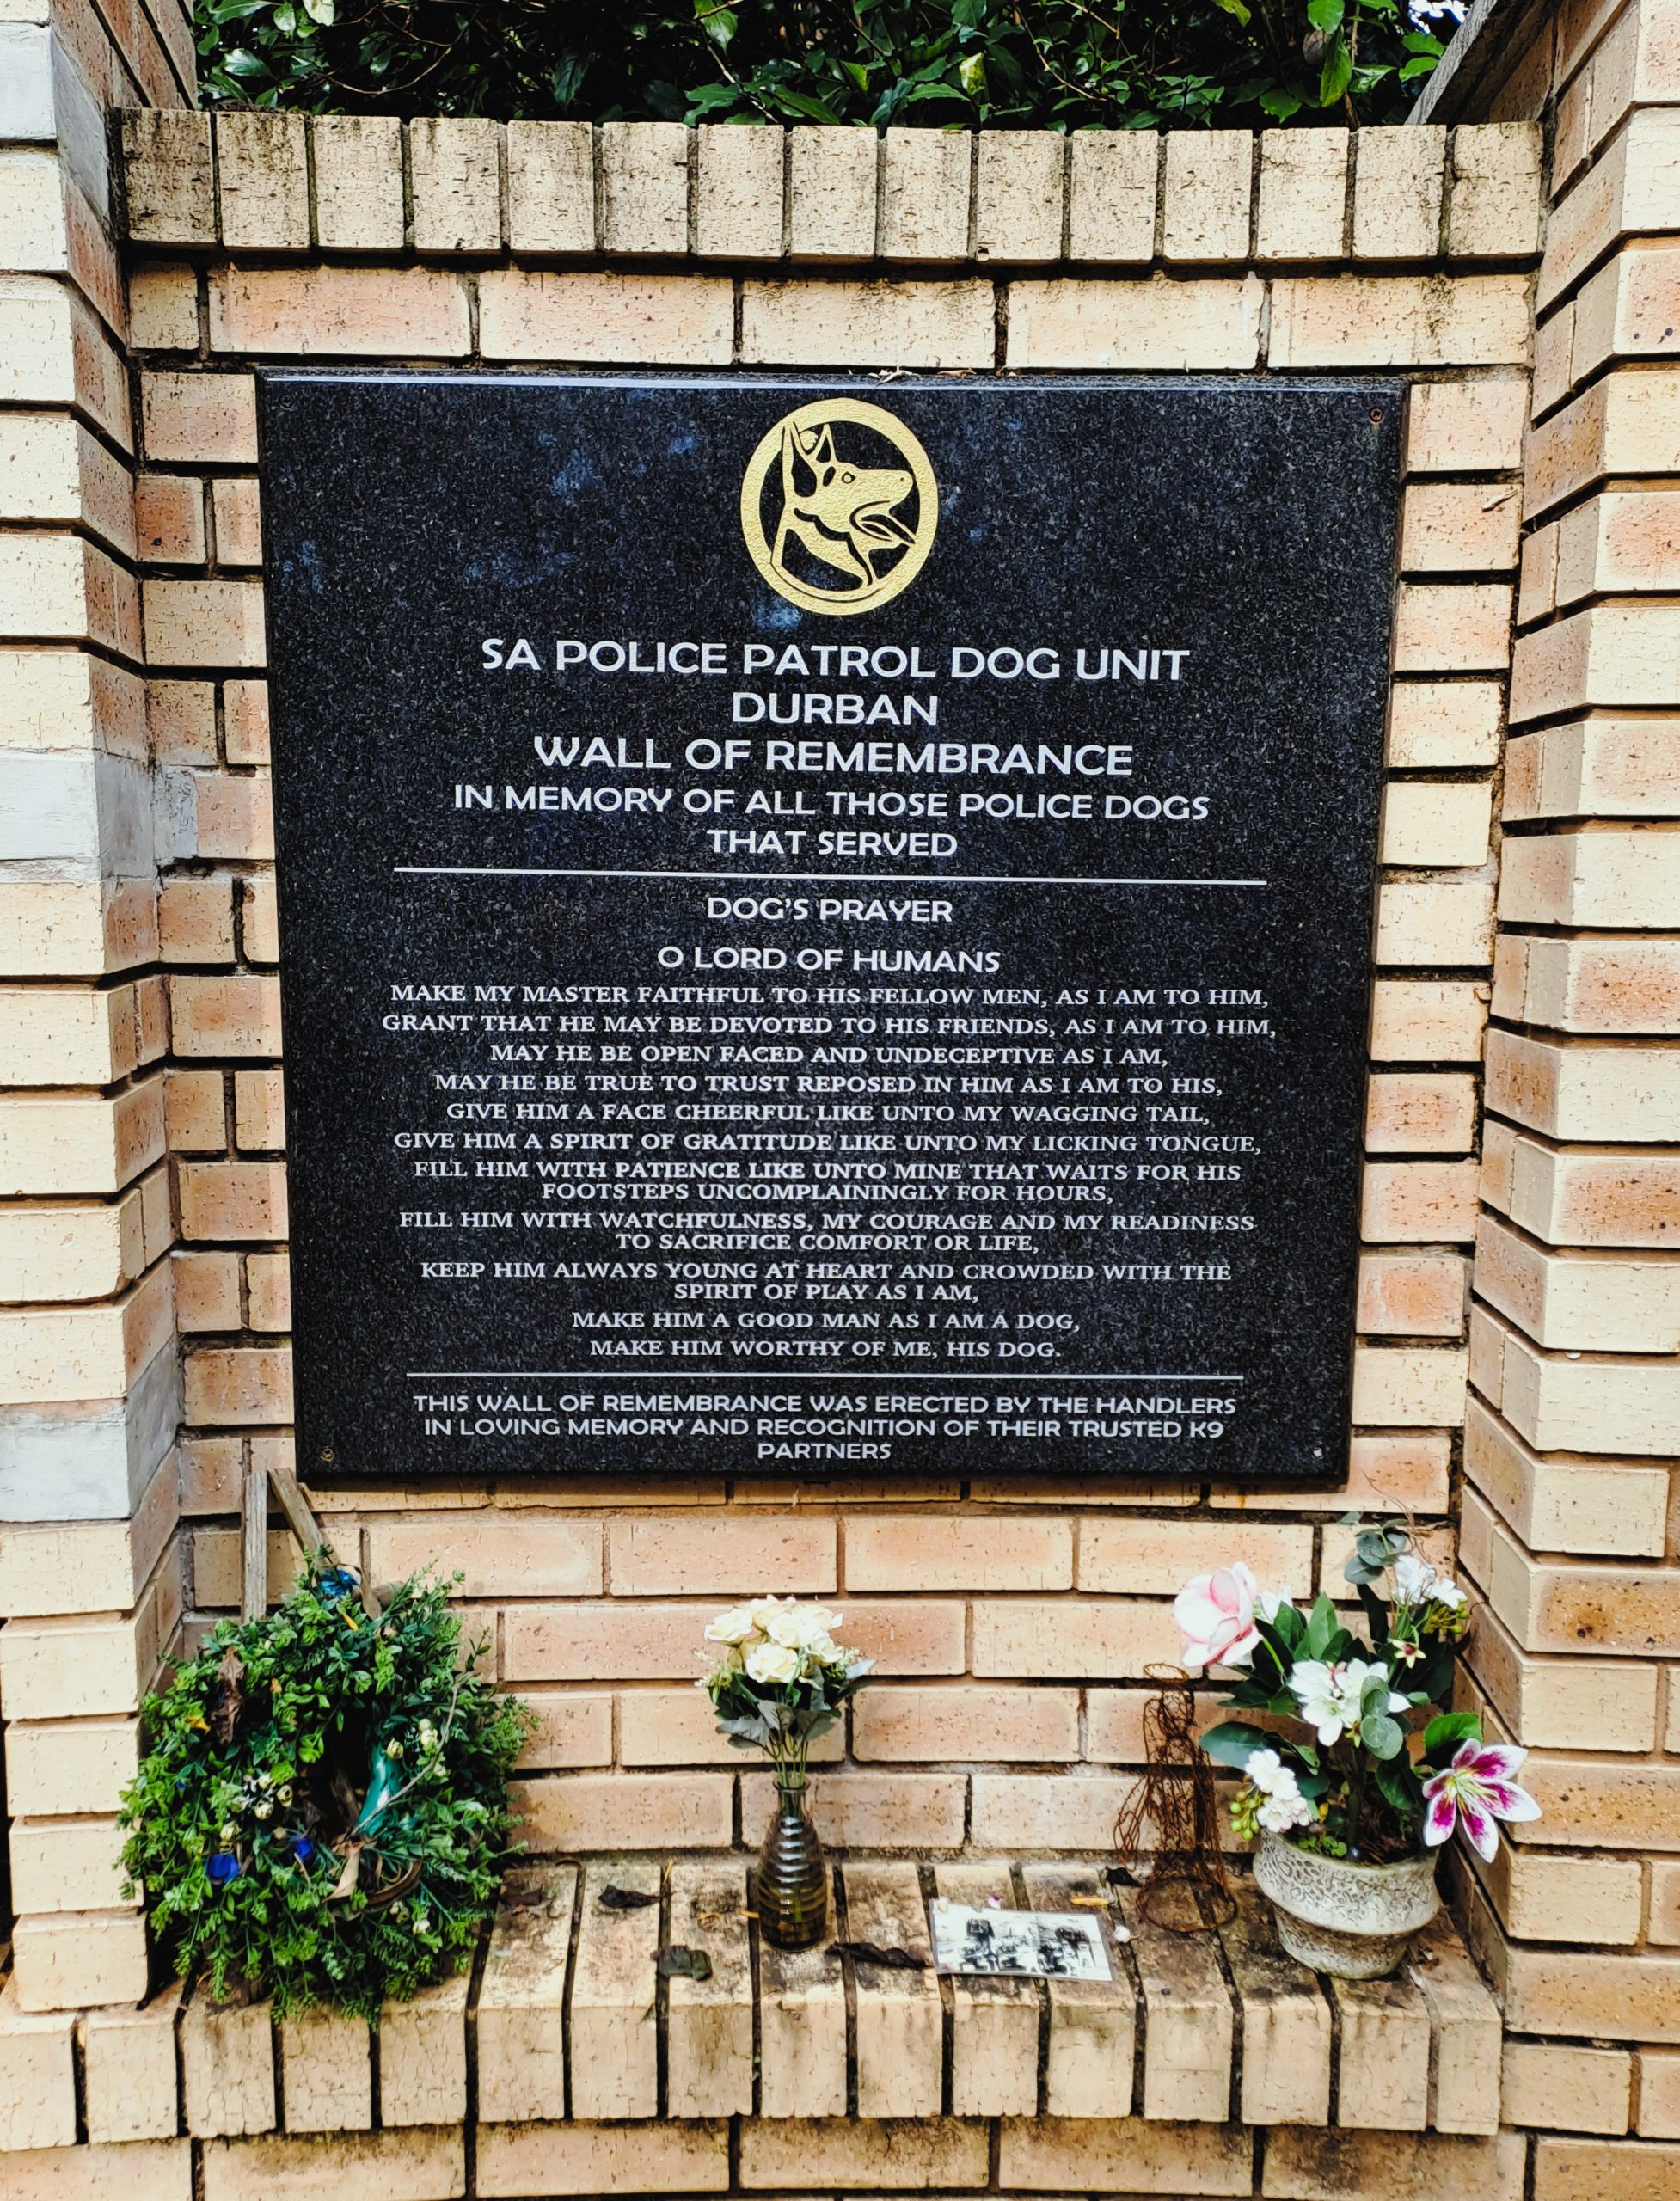 SA POLICE PATROL DOG UNIT
DURBAN
WALL OF REMEMBRANCE
IN MEMORY OF ALL THOSE POLICE DOGS
THAT SERVED
DOG'S PRAYER
O LORD OF HUMANS
MAKE MY MASTER FAITHFUL TO HIS FELLOW MEN, AS I AM TO HIM,
GRANT THAT HE MAY BE DEVOTED TO HIS FRIENDS, AS I AM TO HIM,
MAY HE BE OPEN FACED AND UNDECEPTIVE AS I AM,
MAY HE BE TRUE TO TRUST REPOSED IN HIM AS I AM TO HIS,
GIVE HIM A FACE CHEERFUL LIKE UNTO MY WAGGING TAIL,
GIVE HIM A SPIRIT OF GRATITUDE LIKE UNTO MY LICKING TONGUE,
FILL HIM WITH PATIENCE LIKE UNTO MINE THAT WAITS FOR HIS
FOOTSTEPS UNCOMPLAININGLY FOR HOURS,
FILL HIM WITH WATCHFULNESS, MY COURAGE AND MY READINESS
TO SACRIFICE COMFORT OR LIFE,
KEEP HIM ALWAYS YOUNG AT HEART AND CROWDED WITH THE
SPIRIT OF PLAY AS I AM,
MAKE HIM A GOOD MAN AS I AM A DOG,
MAKE HIM WORTHY OF ME, HIS DOG.
THIS WALL OF REMEMBRANCE WAS ERECTED BY THE HANDLERS
IN LOVING MEMORY AND RECOGNITION OF THEIR TRUSTED K9
PARTNERS